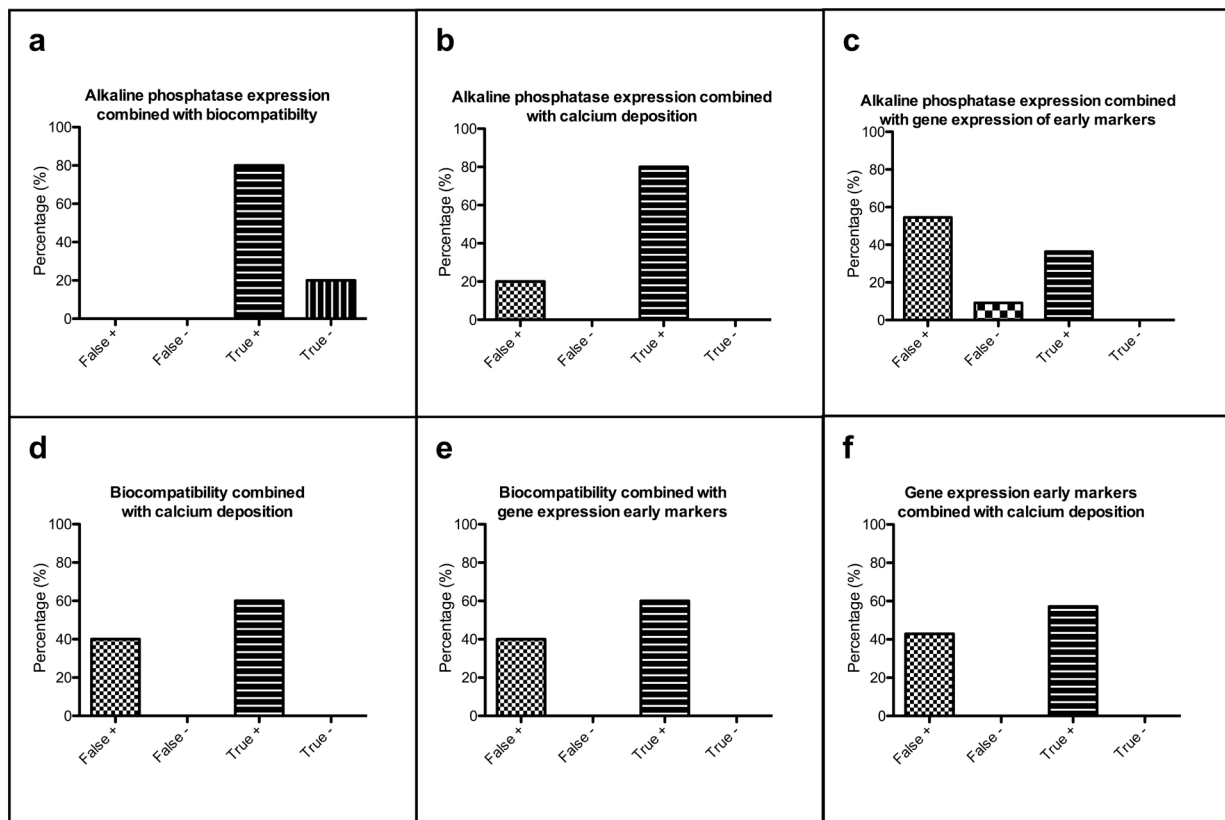 a
Alkaline phosphatase expression
combined with biocompatibilty
Percentage (%)
100
80
60
40
20
0
False +
False -
True +
True -
b
Alkaline phosphatase expression combined
with calcium deposition
Percentage (%)
100
80
60
40
20
0
False +
False -
True +
True -
c
Alkaline phosphatase expression combined
with gene expression of early markers
Percentage (%)
100
80
60
40
20
0
False +
False -
True +
True -
d
Biocompatibility combined
with calcium deposition
Percentage (%)
100
80
60
40
20
0
False +
False -
True +
True -
e
Biocompatibility combined with
gene expression early markers
Percentage (%)
100
80
60
40
20
0
False +
False -
True +
True -
f
Gene expression early markers
combined with calcium deposition
Percentage (%)
100
80
60
40
20
0
False +
False -
True +
True -